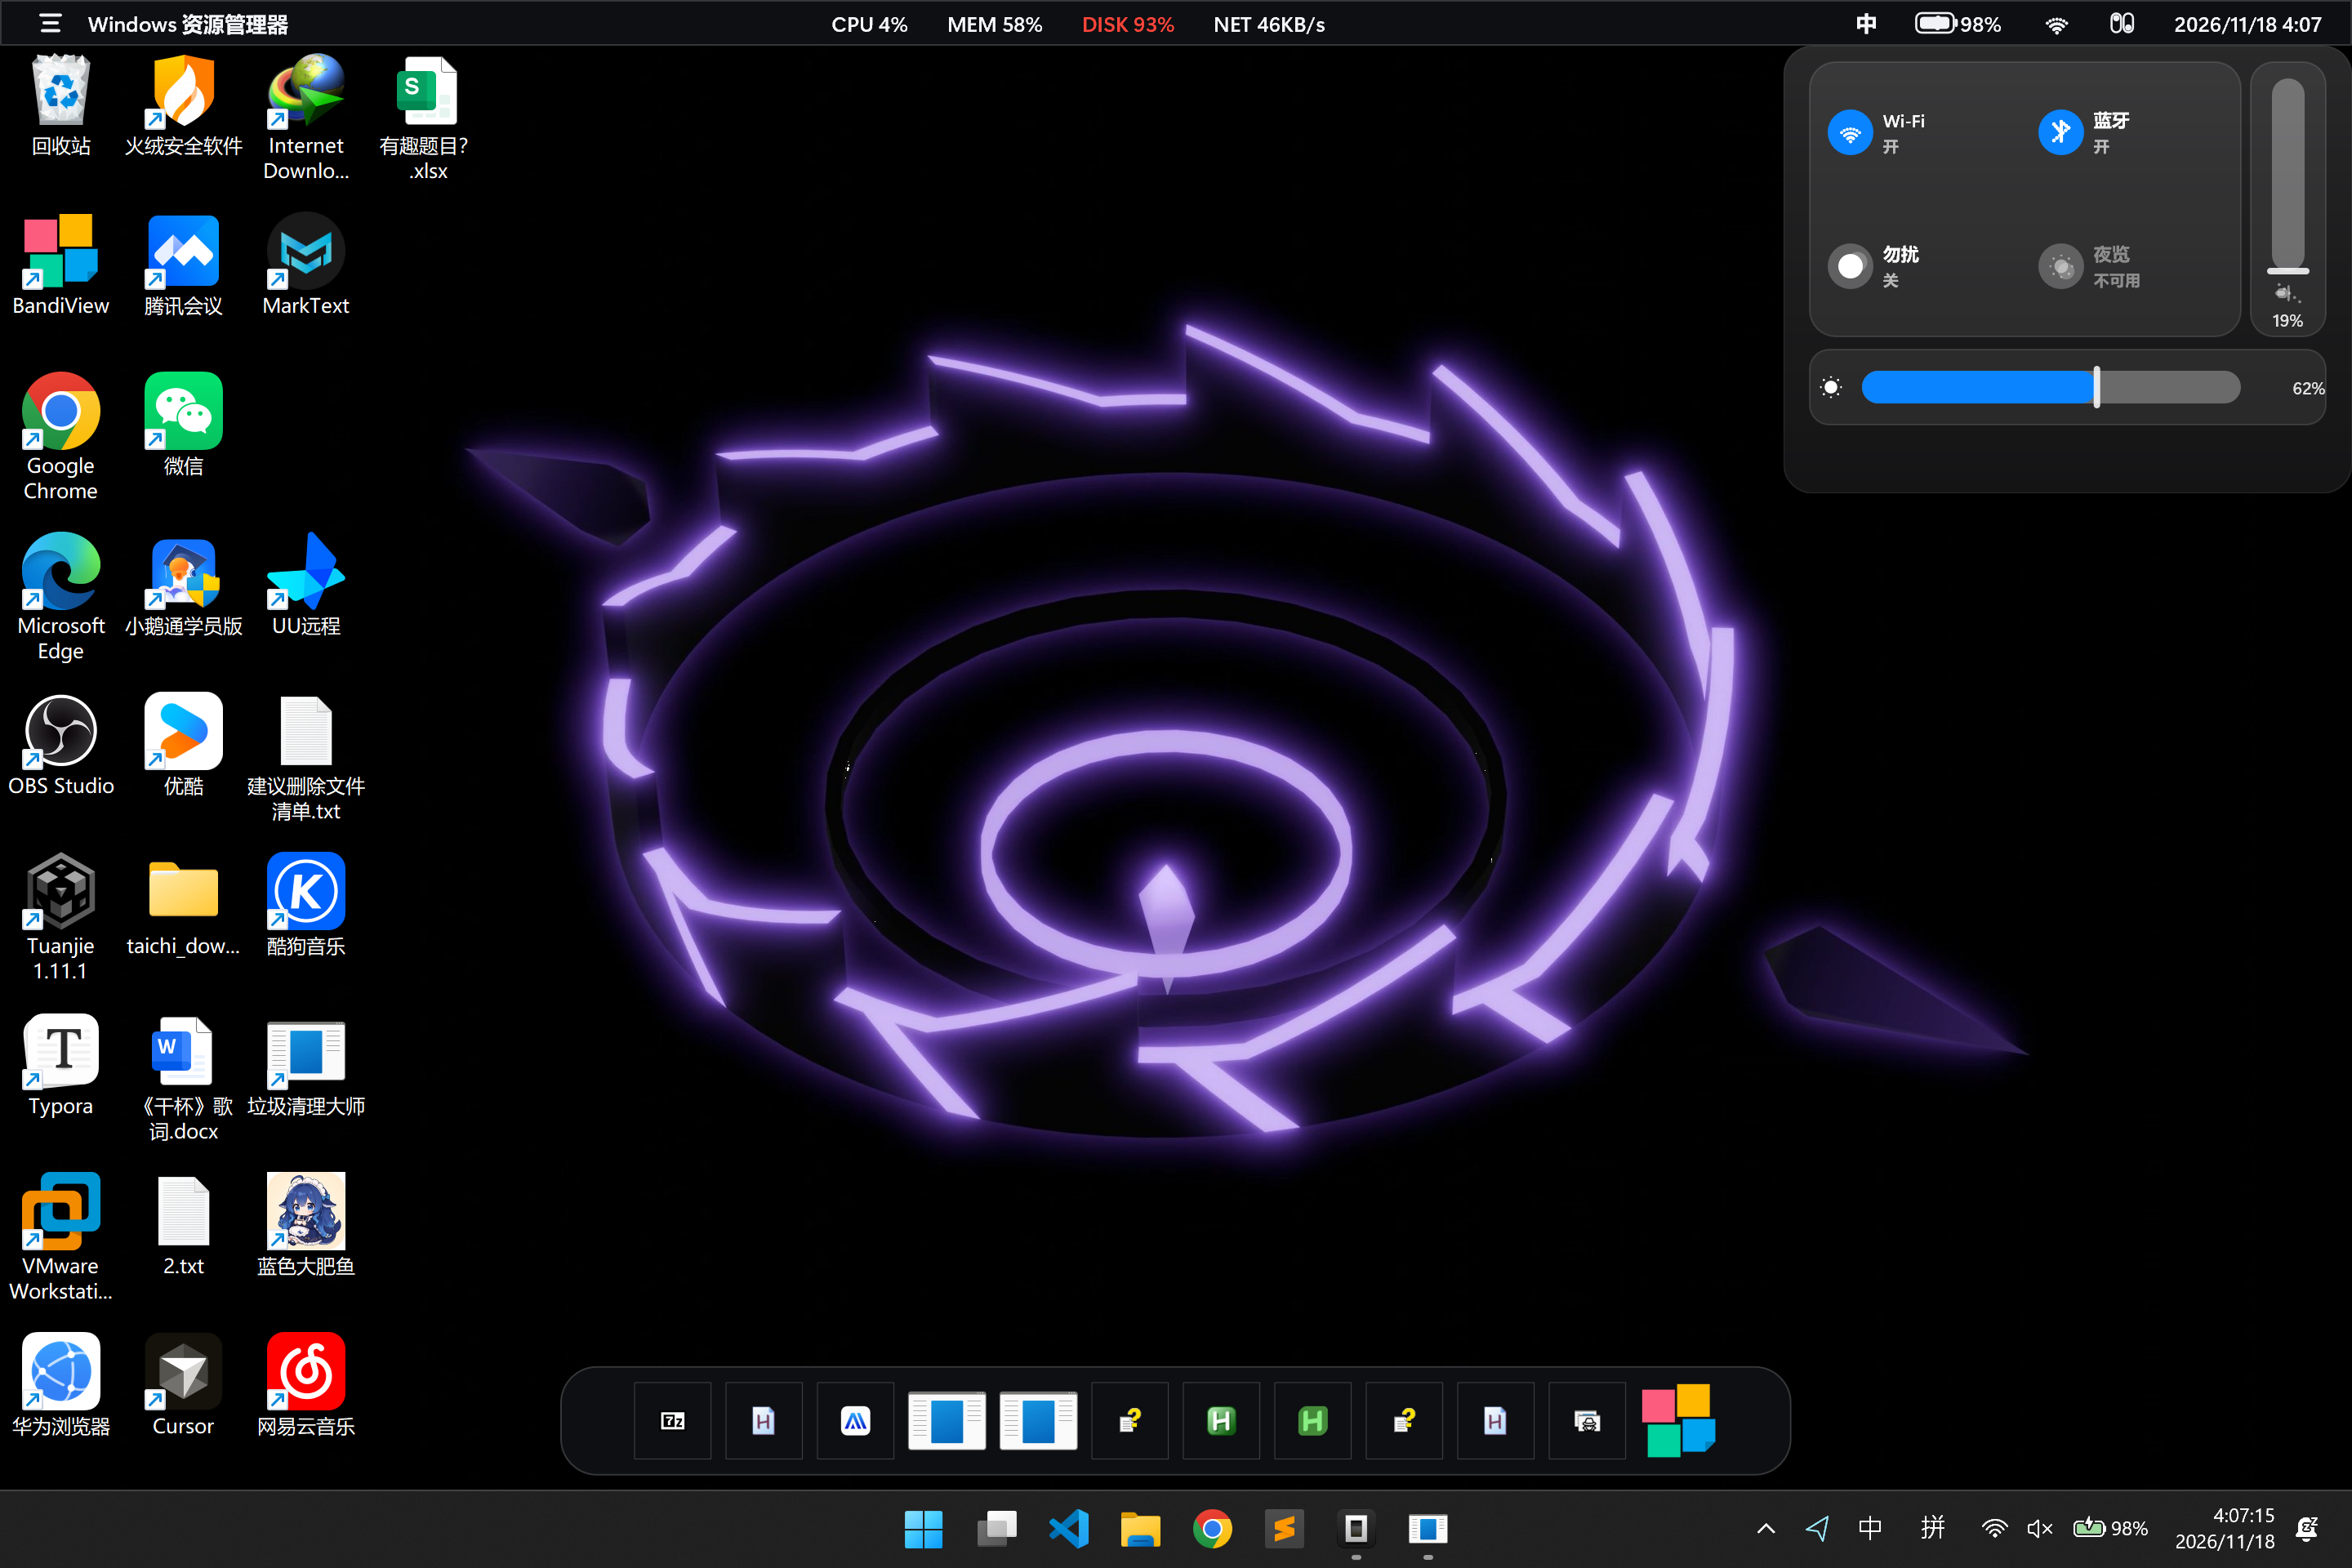 Windows 资源管理器
CPU 4% MEM 58% DISK 93% NET 46KB/s
中 98% 2026/11/18 4:07
回收站
火绒安全软件
Internet
Downlo...
S
有趣题目?
.xlsx
BandiView
腾讯会议
MarkText
Google
Chrome
微信
Microsoft
Edge
小鹅通学员版
UU远程
OBS Studio
优酷
建议删除文件
清单.txt
Tuanjie
1.11.1
taichi_dow...
K
酷狗音乐
T
Typora
W
《干杯》歌
词.docx
垃圾清理大师
VMware
Workstati...
2.txt
蓝色大肥鱼
华为浏览器
Cursor
网易云音乐
Wi-Fi
开
蓝牙
开
勿扰
关
夜览
不可用
19%
62%
7z H ? H H ? H
中 拼 98%
4:07:15
2026/11/18